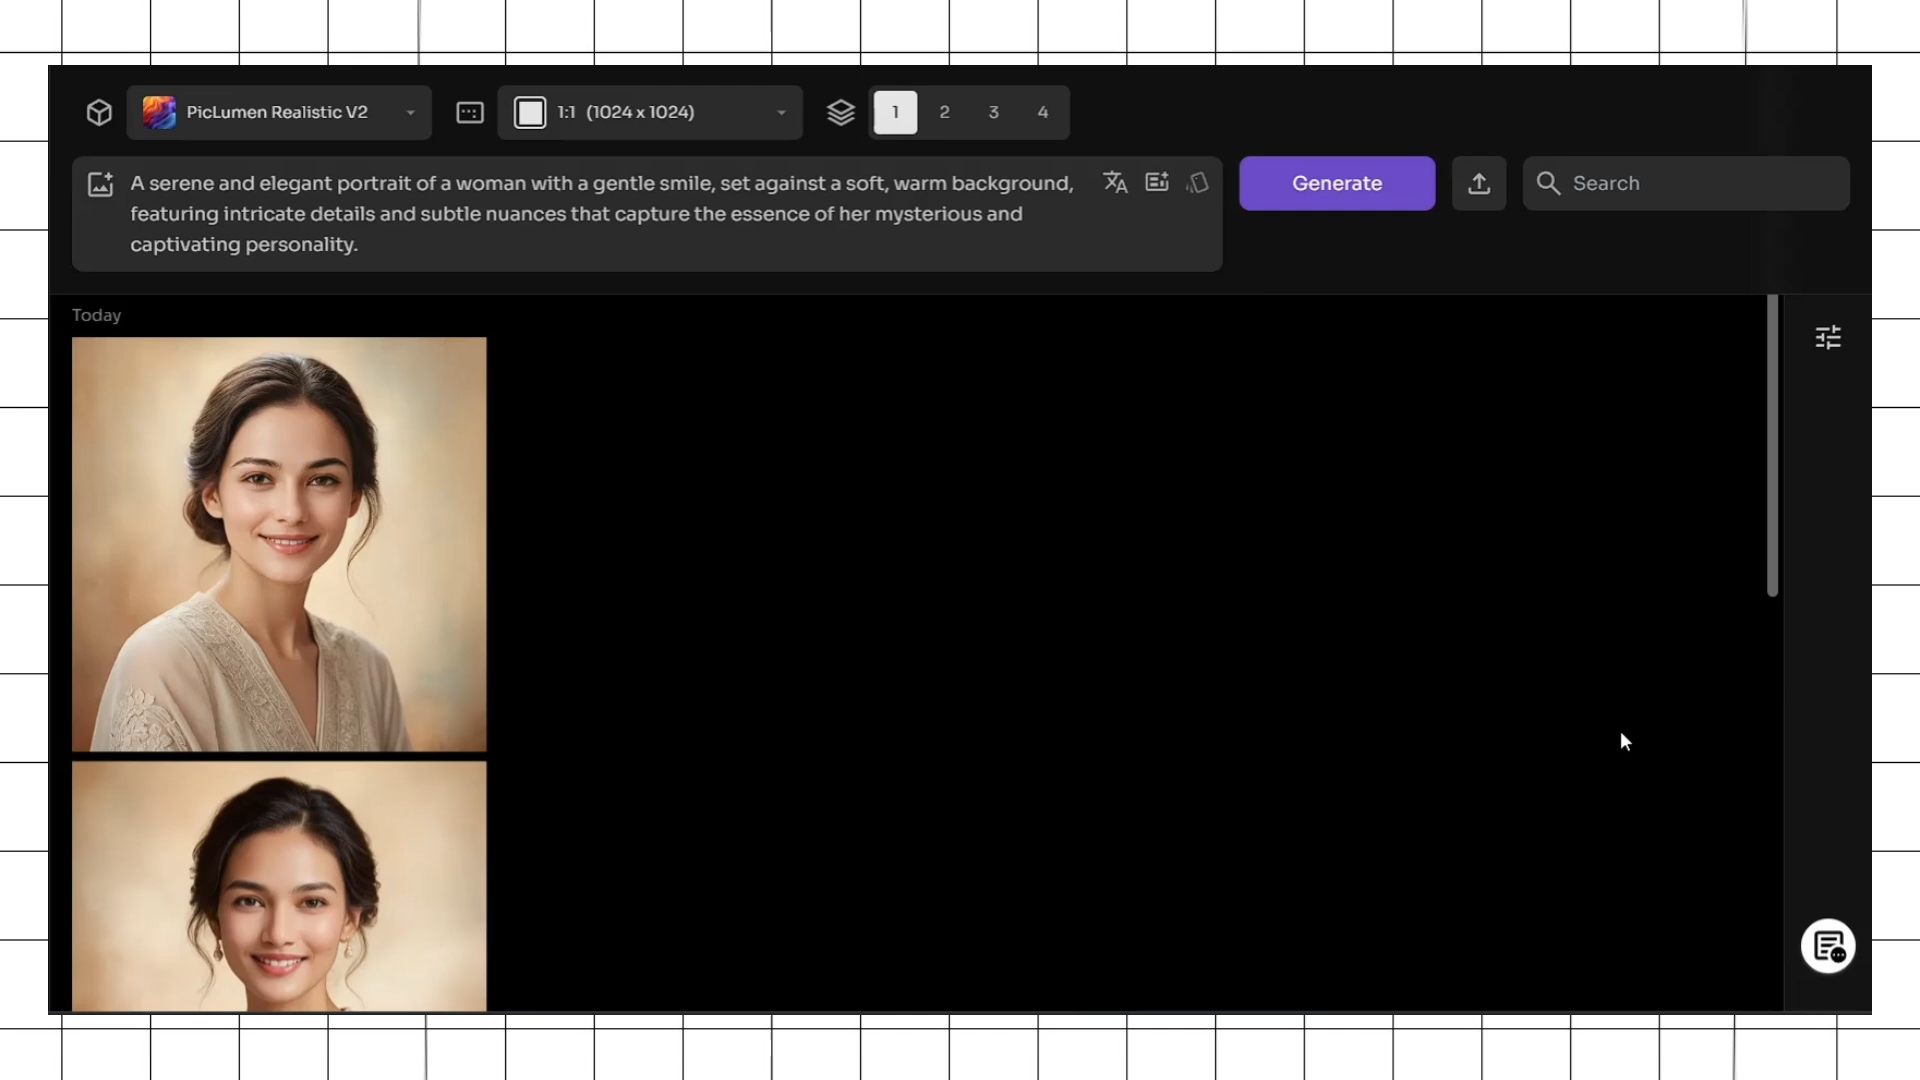 PicLumen Realistic V2
1:1 (1024 x 1024)
1 2 3 4
A serene and elegant portrait of a woman with a gentle smile, set against a soft, warm background,
featuring intricate details and subtle nuances that capture the essence of her mysterious and
captivating personality.
Generate
Search
Today